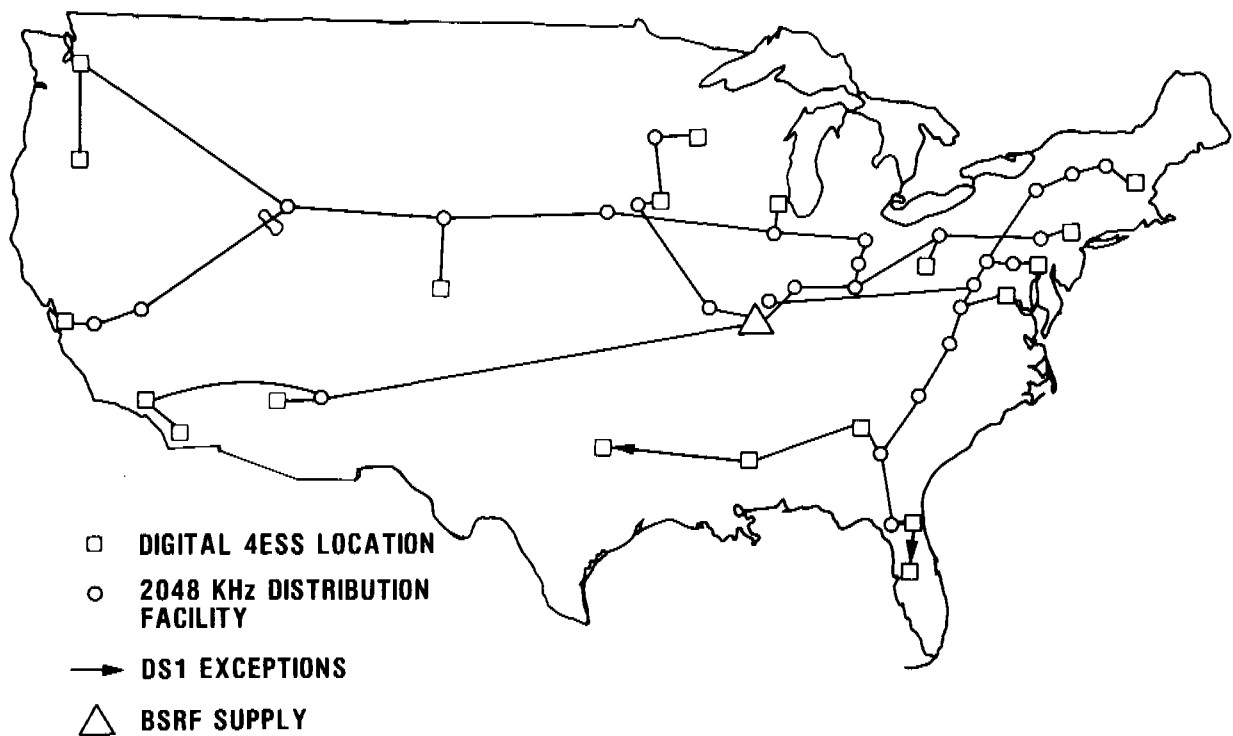 DIGITAL 4ESS LOCATION
2048 KHz DISTRIBUTION
FACILITY
DS1 EXCEPTIONS
BSRF SUPPLY